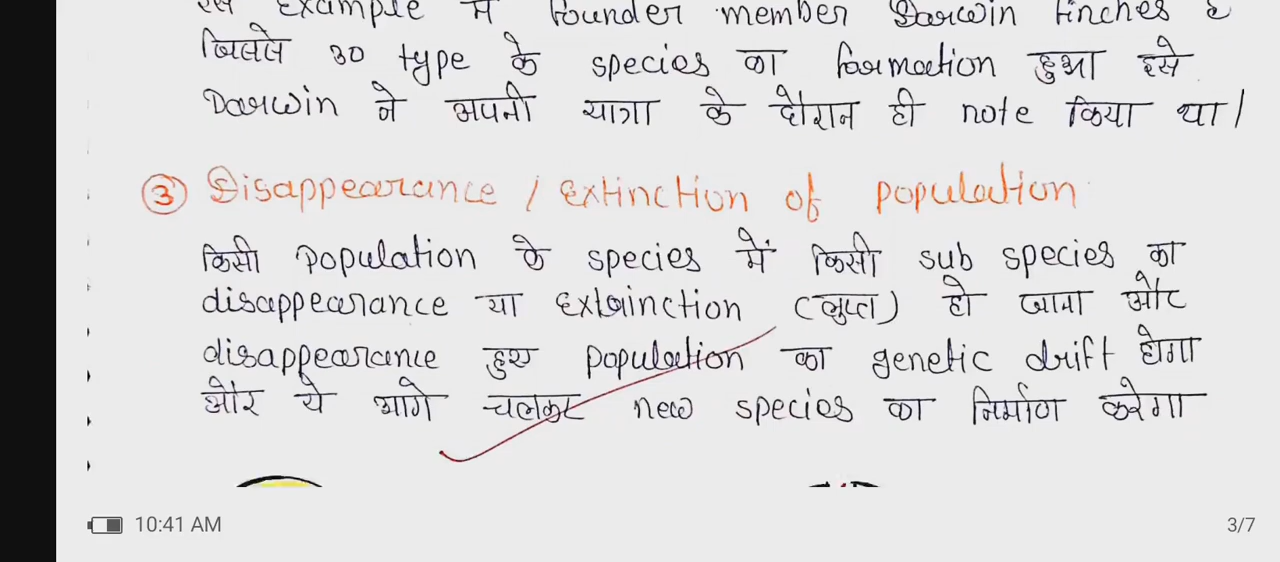 इस example में founder member Darwin finches है
जिससे 30 type के species का formation हुआ इसे
Darwin ने अपनी यात्रा के दौरान ही note किया था।
③ Disappearance / Extinction of population
किसी population के species में किसी sub species का
disappearance या Extinction (लुप्त) हो जाना और
disappearance हुए population का genetic drift होगा
और ये आगे चलकर new species का निर्माण करेगा
10:41 AM
3/7